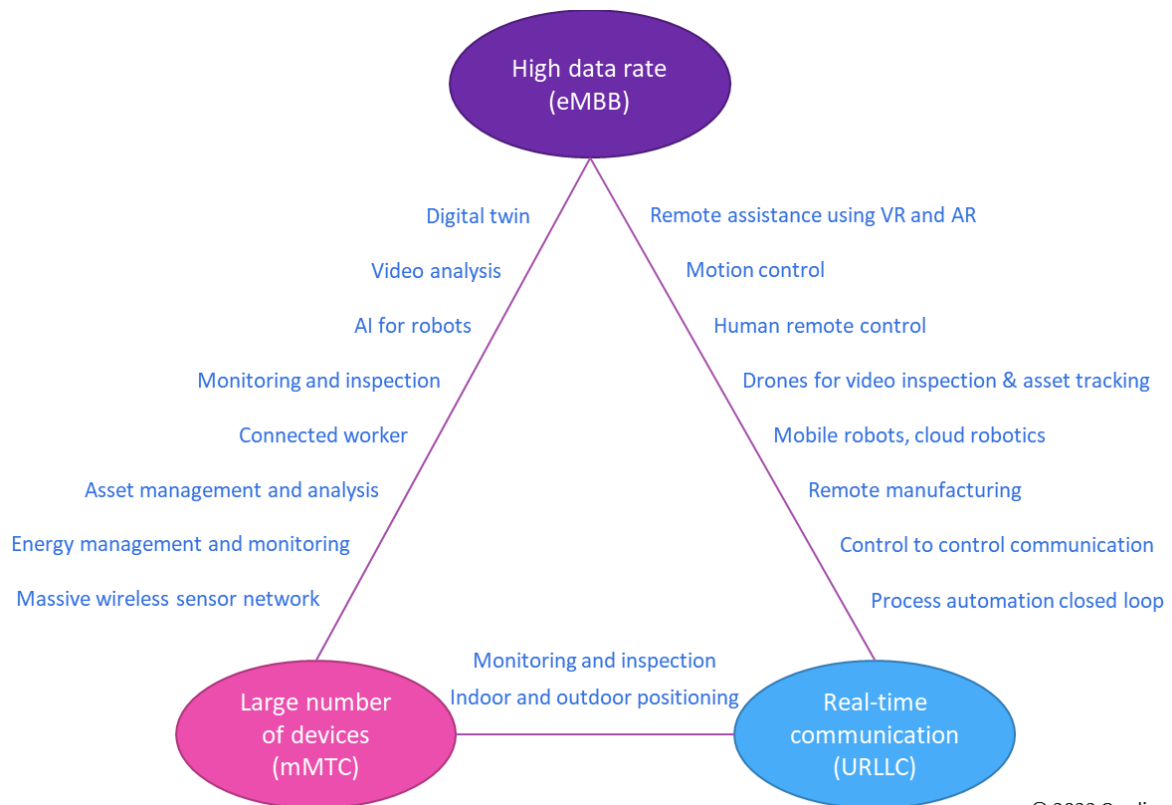 High data rate
(eMBB)
Digital twin
Remote assistance using VR and AR
Video analysis
Motion control
AI for robots
Human remote control
Monitoring and inspection
Drones for video inspection & asset tracking
Connected worker
Mobile robots, cloud robotics
Asset management and analysis
Remote manufacturing
Energy management and monitoring
Control to control communication
Massive wireless sensor network
Process automation closed loop
Monitoring and inspection
Indoor and outdoor positioning
Large number
of devices
(mMTC)
Real-time
communication
(URLLC)